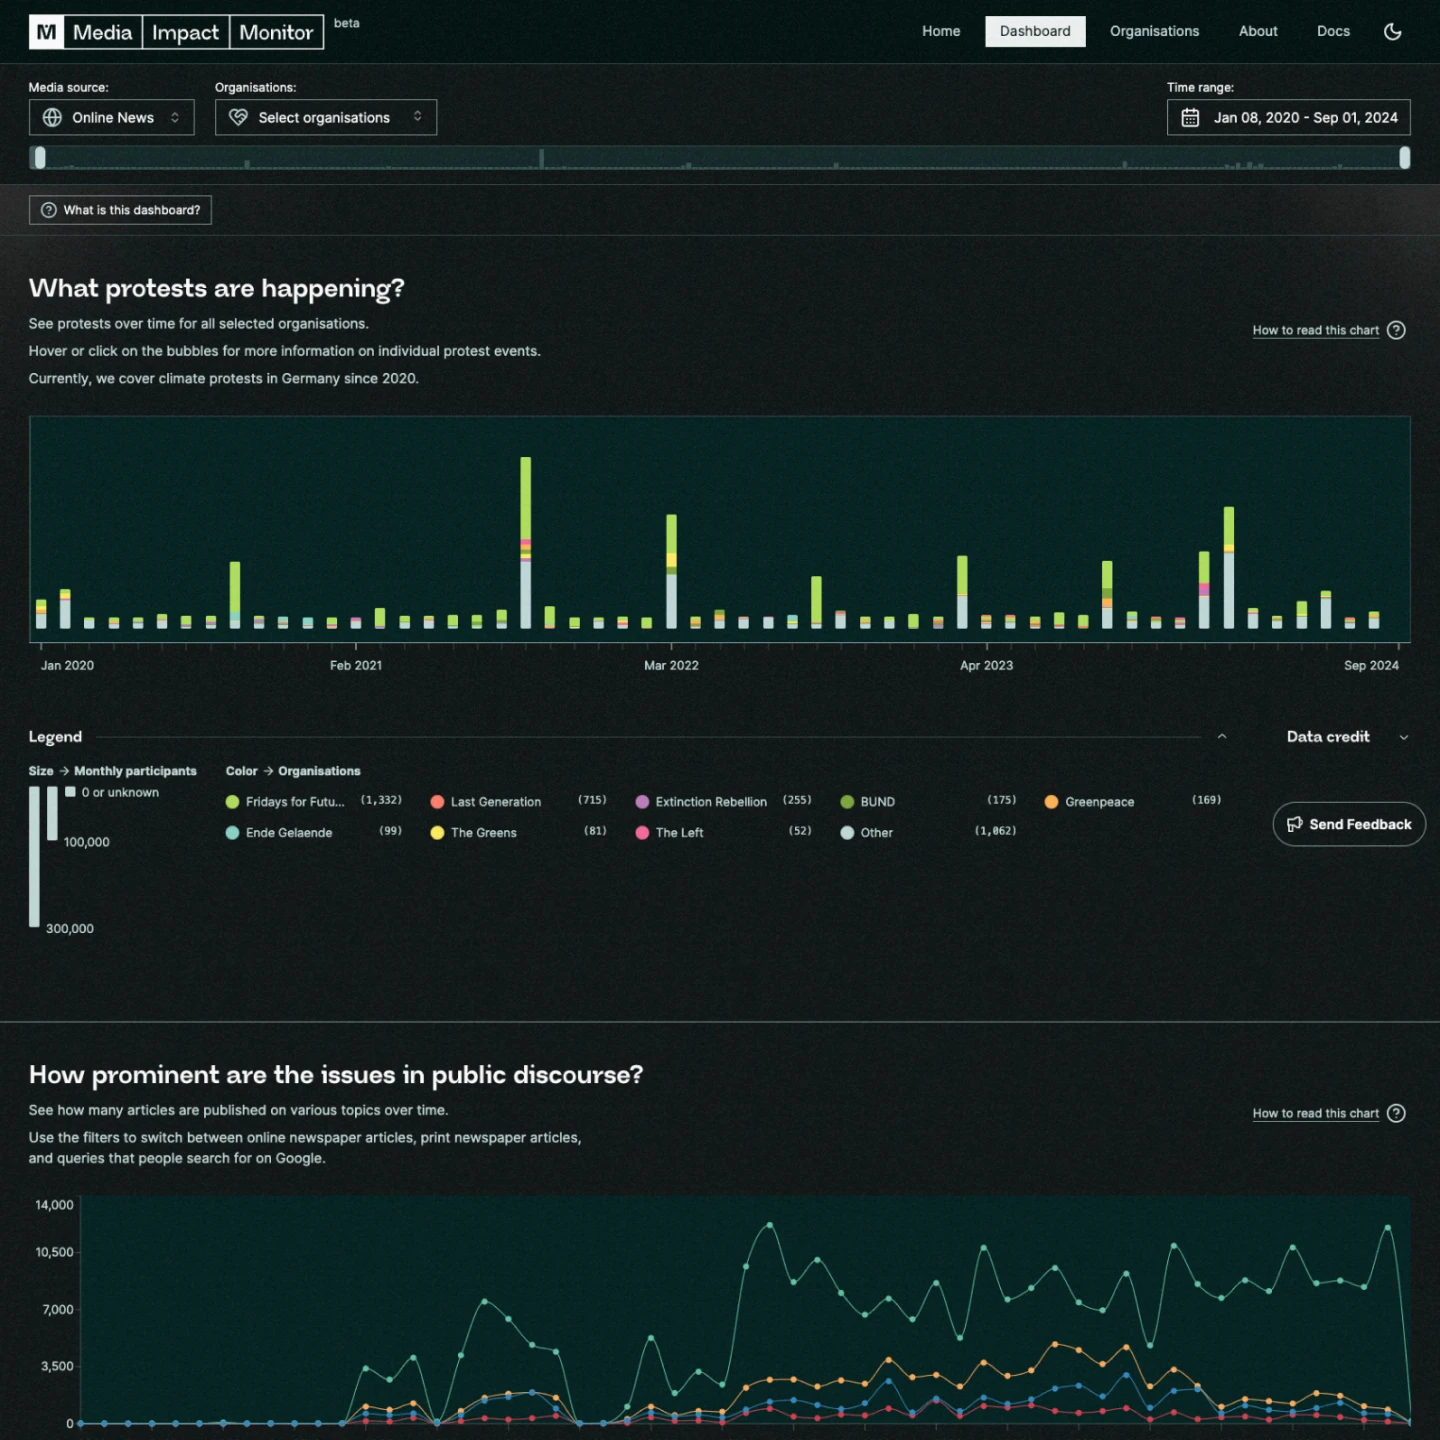 M Media Impact Monitor beta
Home Dashboard Organisations About Docs
Media source: Organisations: Time range:
Online News Select organisations Jan 08, 2020 - Sep 01, 2024
What is this dashboard?
What protests are happening?
See protests over time for all selected organisations.
How to read this chart
Hover or click on the bubbles for more information on individual protest events.
Currently, we cover climate protests in Germany since 2020.
Jan 2020 Feb 2021 Mar 2022 Apr 2023 Sep 2024
Legend Data credit
Size → Monthly participants Color → Organisations
0 or unknown
100,000
300,000
Fridays for Futu... (1,332) Last Generation (715) Extinction Rebellion (255) BUND (175) Greenpeace (169)
Ende Gelaende (99) The Greens (81) The Left (52) Other (1,062)
Send Feedback
How prominent are the issues in public discourse?
See how many articles are published on various topics over time.
How to read this chart
Use the filters to switch between online newspaper articles, print newspaper articles,
and queries that people search for on Google.
14,000
10,500
7,000
3,500
0